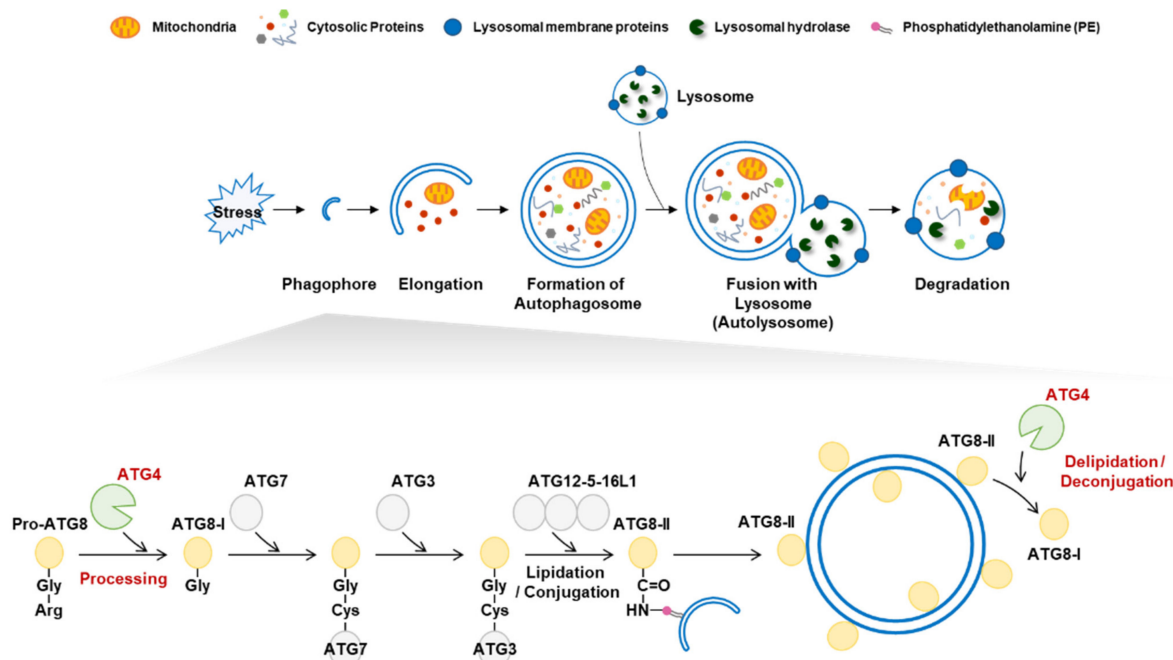 Mitochondria
Cytosolic Proteins
Lysosomal membrane proteins
Lysosomal hydrolase
Phosphatidylethanolamine (PE)
Lysosome
Stress
Phagophore
Elongation
Formation of
Autophagosome
Fusion with
Lysosome
(Autolysosome)
Degradation
ATG4
Pro-ATG8
Gly
Arg
Processing
ATG8-I
Gly
ATG7
Gly
Cys
ATG7
ATG3
Gly
Cys
ATG3
ATG12-5-16L1
Lipidation
/ Conjugation
ATG8-II
C=O
HN
ATG8-II
ATG8-II
ATG4
Delipidation /
Deconjugation
ATG8-I